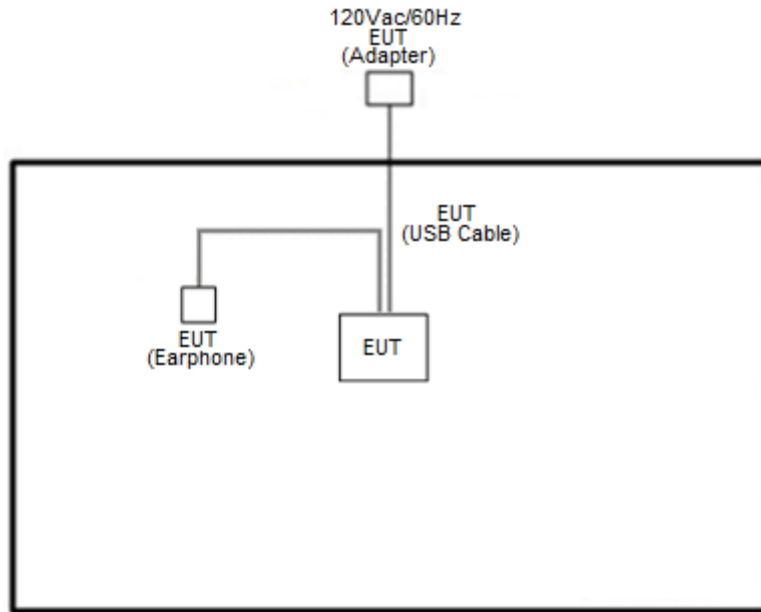 120Vac/60Hz
EUT
(Adapter)
EUT
(USB Cable)
EUT
(Earphone)
EUT